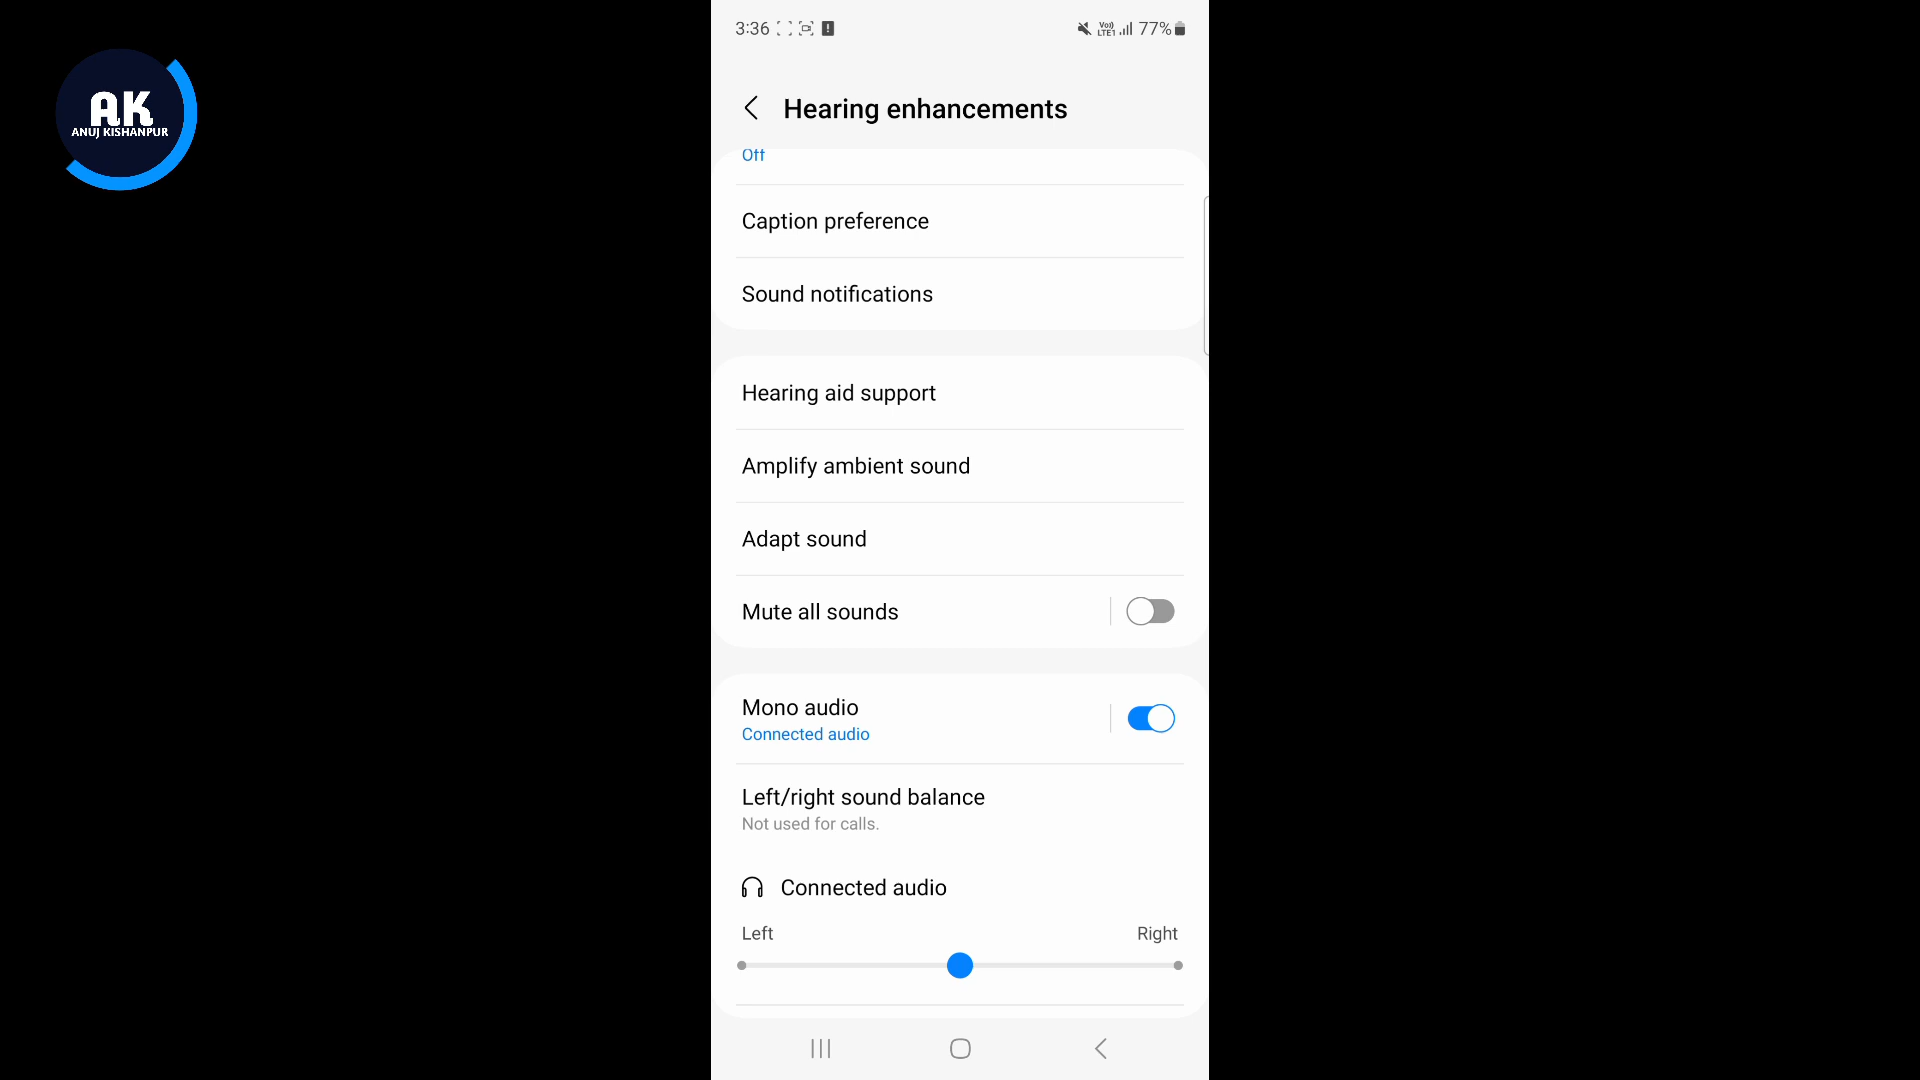 AK
ANUJ KISHANPUR
3:36
Vo))
LTE1
77%
Hearing enhancements
Off
Caption preference
Sound notifications
Hearing aid support
Amplify ambient sound
Adapt sound
Mute all sounds
Mono audio
Connected audio
Left/right sound balance
Not used for calls.
Connected audio
Left Right